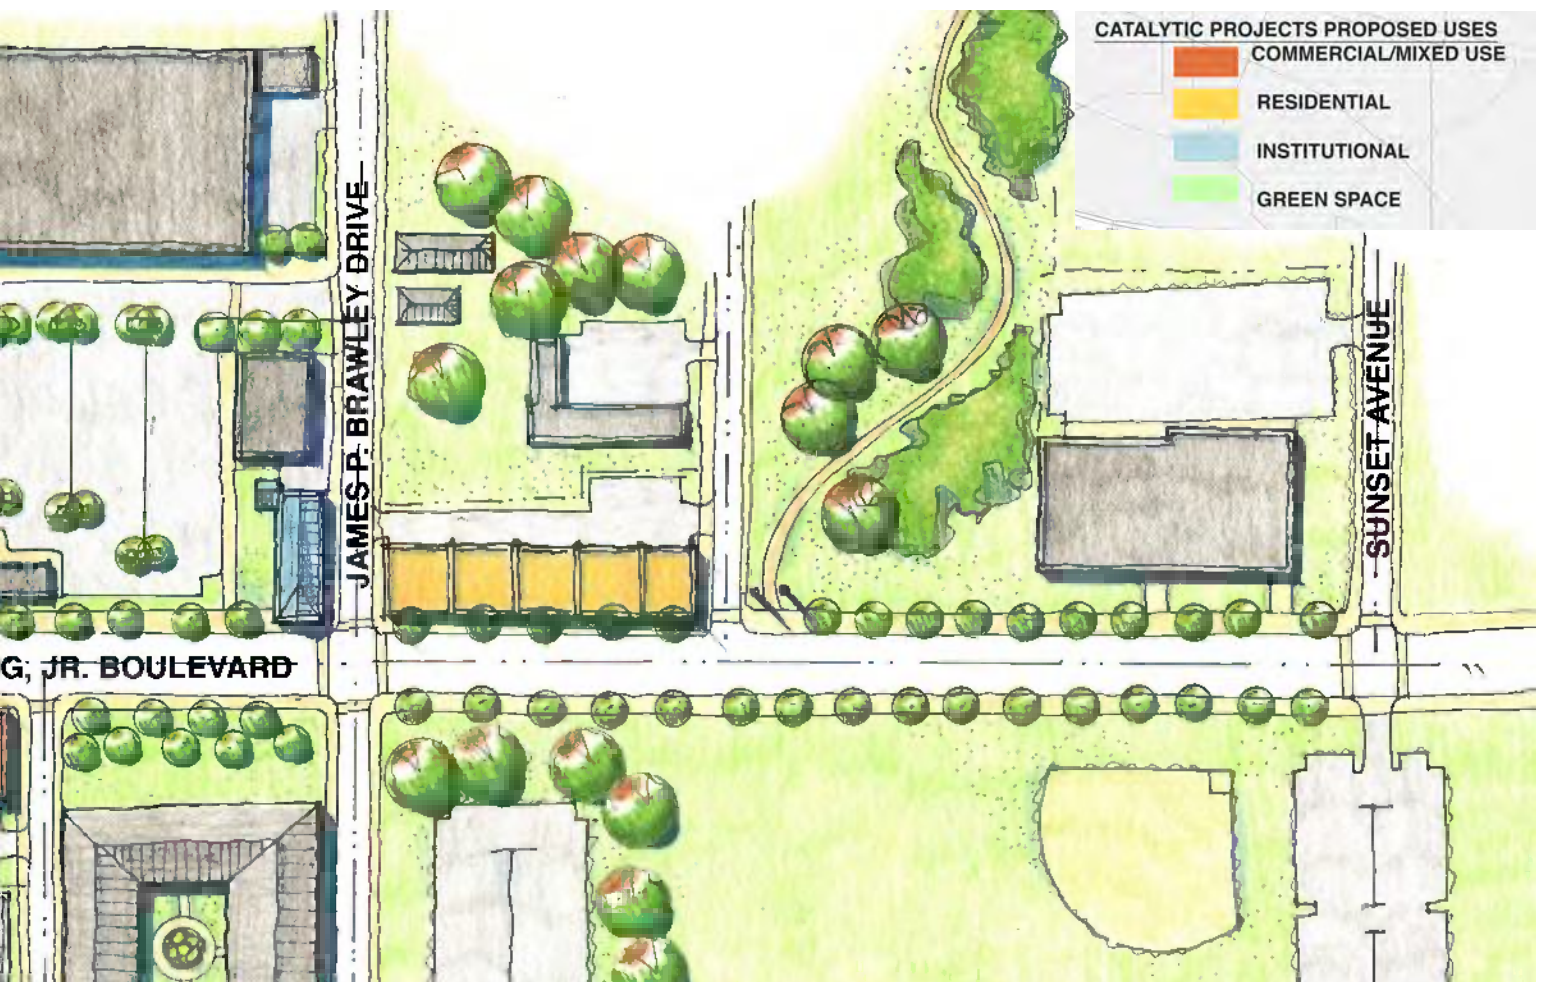 CATALYTIC PROJECTS PROPOSED USES
COMMERCIAL/MIXED USE
RESIDENTIAL
INSTITUTIONAL
GREEN SPACE
JAMES P. BRAWLEY DRIVE
SUNSET AVENUE
G, JR. BOULEVARD